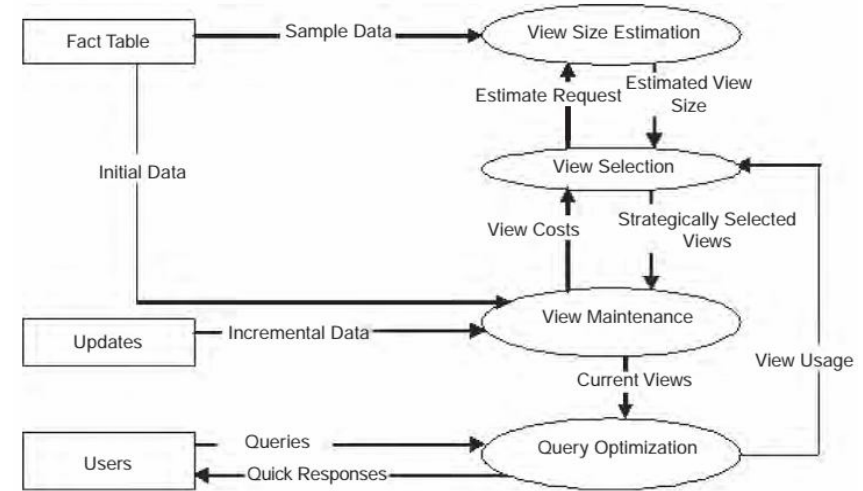 Fact Table
Sample Data
View Size Estimation
Estimate Request
Estimated View
Size
Initial Data
View Selection
View Costs
Strategically Selected
Views
Updates
Incremental Data
View Maintenance
View Usage
Current Views
Users
Queries
Quick Responses
Query Optimization